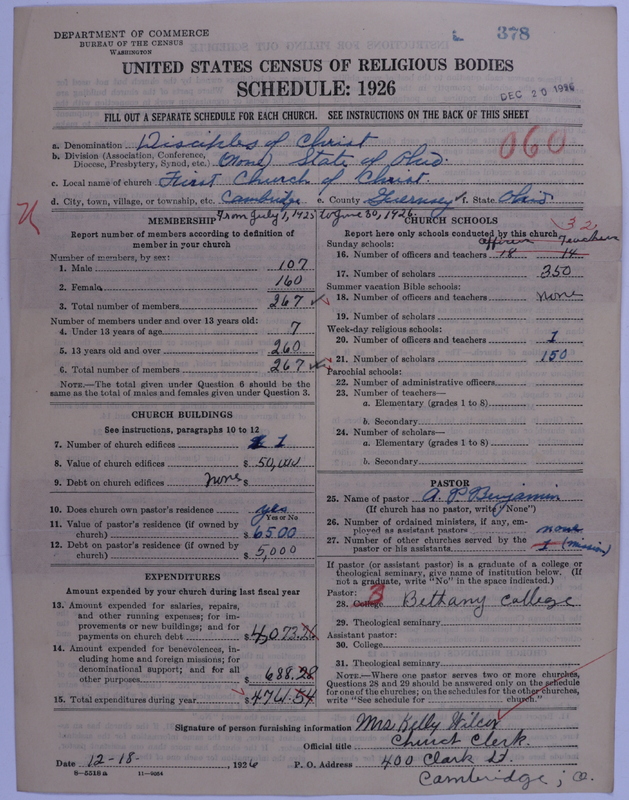 DEPARTMENT OF COMMERCE
BUREAU OF THE CENSUS
WASHINGTON
378
UNITED STATES CENSUS OF RELIGIOUS BODIES
SCHEDULE: 1926
DEC 20 1926
FILL OUT A SEPARATE SCHEDULE FOR EACH CHURCH. SEE INSTRUCTIONS ON THE BACK OF THIS SHEET
060
a. Denomination Disciples of Christ
b. Division (Association, Conference, Diocese, Presbytery, Synod, etc.) (None) State of Ohio.
c. Local name of church First Church of Christ.
d. City, town, village, or township, etc. Cambridge. e. County Guernsey f. State Ohio
From July 1, 1925 to June 30, 1926.
MEMBERSHIP
Report number of members according to definition of
member in your church
Number of members, by sex:
1. Male 107
2. Female 160
3. Total number of members 267
Number of members under and over 13 years old:
4. Under 13 years of age 7
5. 13 years old and over 260
6. Total number of members 267
NOTE.—The total given under Question 6 should be the
same as the total of males and females given under Question 3.
CHURCH BUILDINGS
See instructions, paragraphs 10 to 12
7. Number of church edifices 1
8. Value of church edifices $ 50,000
9. Debt on church edifices none $
10. Does church own pastor's residence yes
Yes or No
11. Value of pastor's residence (if owned by
church) $ 6500
12. Debt on pastor's residence (if owned by
church) $ 5,000
EXPENDITURES
Amount expended by your church during last fiscal year
13. Amount expended for salaries, repairs,
and other running expenses; for im-
provements or new buildings; and for
payments on church debt $ 4,073.26
14. Amount expended for benevolences, in-
cluding home and foreign missions; for
denominational support; and for all
other purposes $ 688.28
15. Total expenditures during year $ 4761.54
CHURCH SCHOOLS
Report here only schools conducted by this church
32
officers Teachers
Sunday schools:
16. Number of officers and teachers 18 14
17. Number of scholars 350
Summer vacation Bible schools:
18. Number of officers and teachers none
19. Number of scholars
Week-day religious schools:
20. Number of officers and teachers 1
21. Number of scholars 150
Parochial schools:
22. Number of administrative officers
23. Number of teachers—
a. Elementary (grades 1 to 8)
b. Secondary
24. Number of scholars—
a. Elementary (grades 1 to 8)
b. Secondary
PASTOR
25. Name of pastor A. P. Benjamin
(If church has no pastor, write "None")
26. Number of ordained ministers, if any, em-
ployed as assistant pastors none
27. Number of other churches served by the
pastor or his assistants 1 (mission)
If pastor (or assistant pastor) is a graduate of a college or
theological seminary, give name of institution below. (If
not a graduate, write "No" in the space indicated.)
Pastor:
28. College 3 Bethany College
29. Theological seminary
Assistant pastor:
30. College
31. Theological seminary
NOTE.—Where one pastor serves two or more churches,
Questions 28 and 29 should be answered only on the schedule
for one of the churches; on the schedules for the other churches,
write "See schedule for church."
Signature of person furnishing information Mrs. Kelly Wilcox
Official title Church Clerk.
Date 12-18-, 1926 P. O. Address 400 Clark St.
8—5518a 11—9054
Cambridge, O.